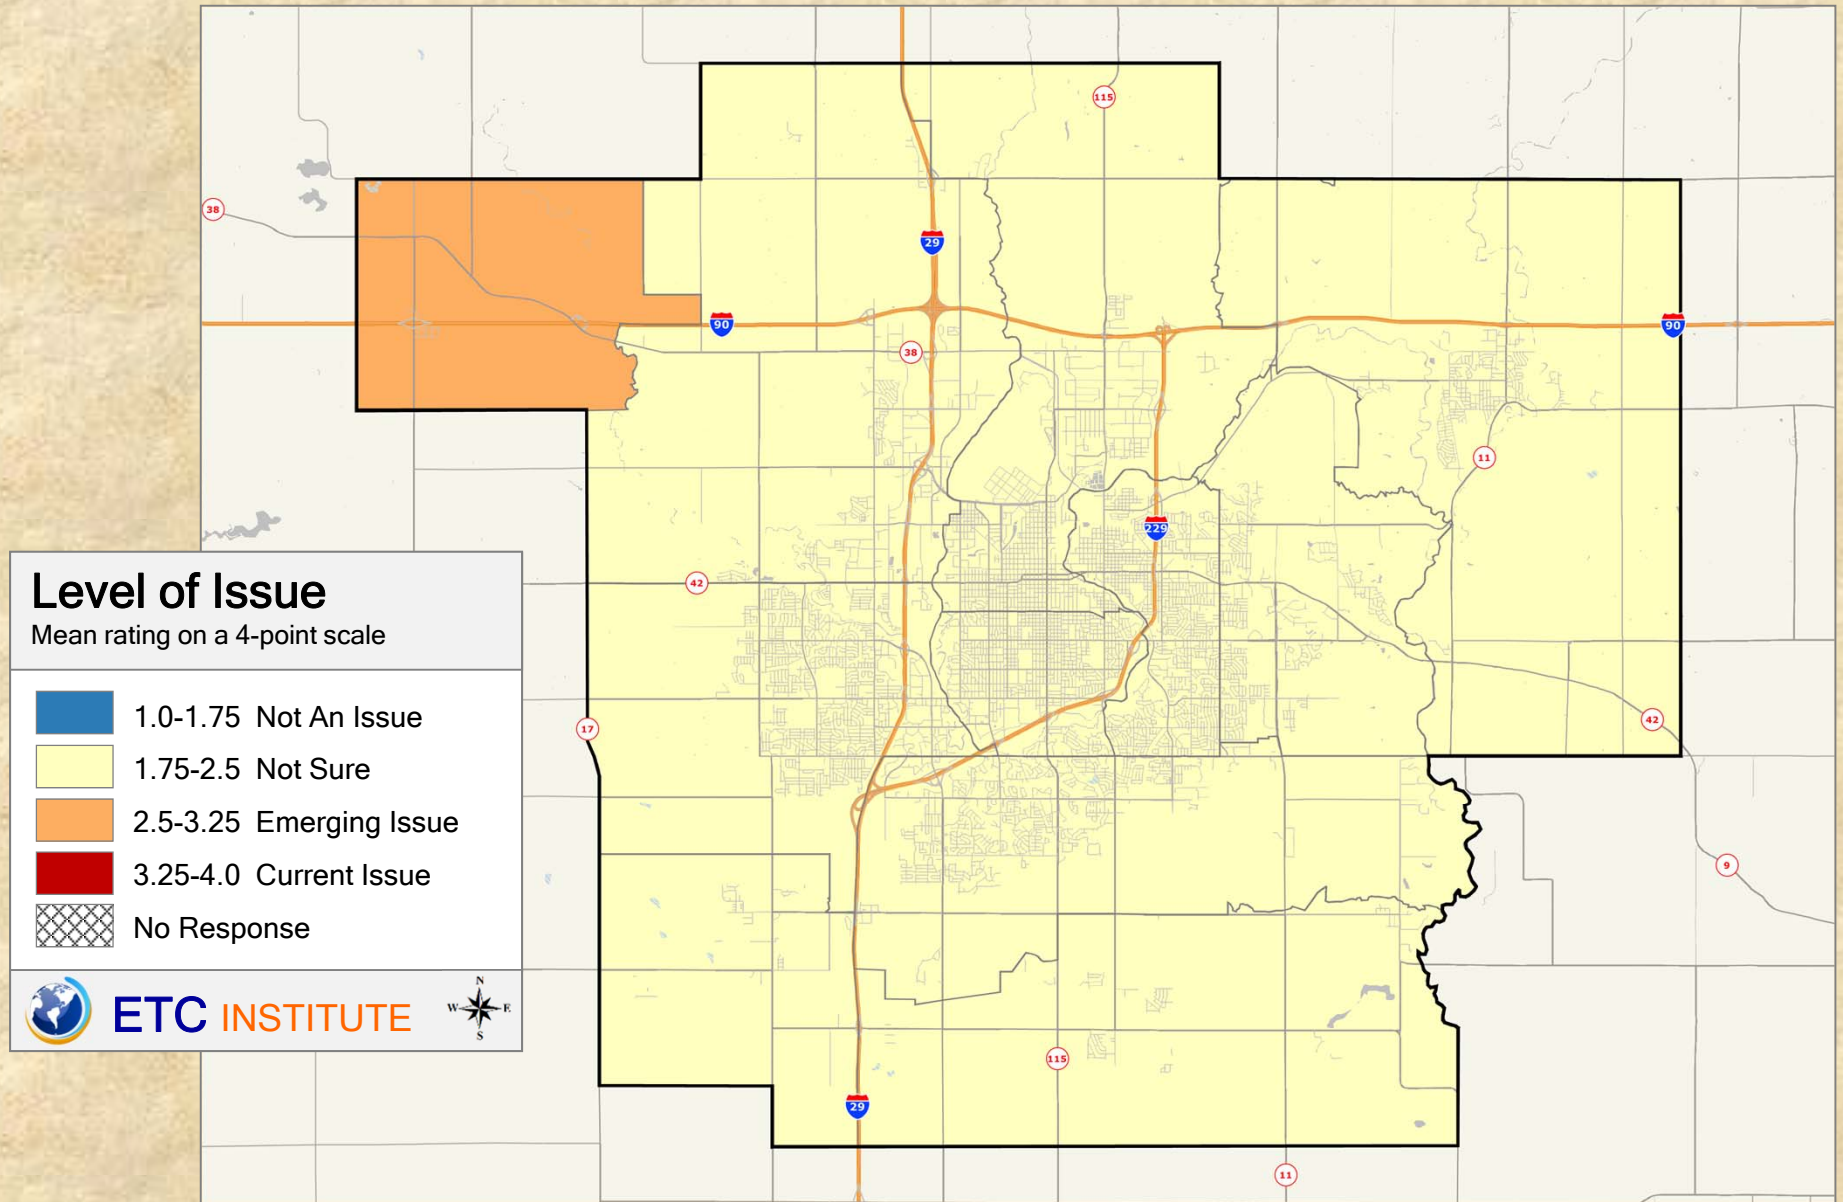 115
38
29
90
90
38
11
229
42
Level of Issue
Mean rating on a 4-point scale
1.0-1.75 Not An Issue
1.75-2.5 Not Sure
2.5-3.25 Emerging Issue
3.25-4.0 Current Issue
No Response
ETC INSTITUTE
N
W E
S
17
42
9
115
29
11